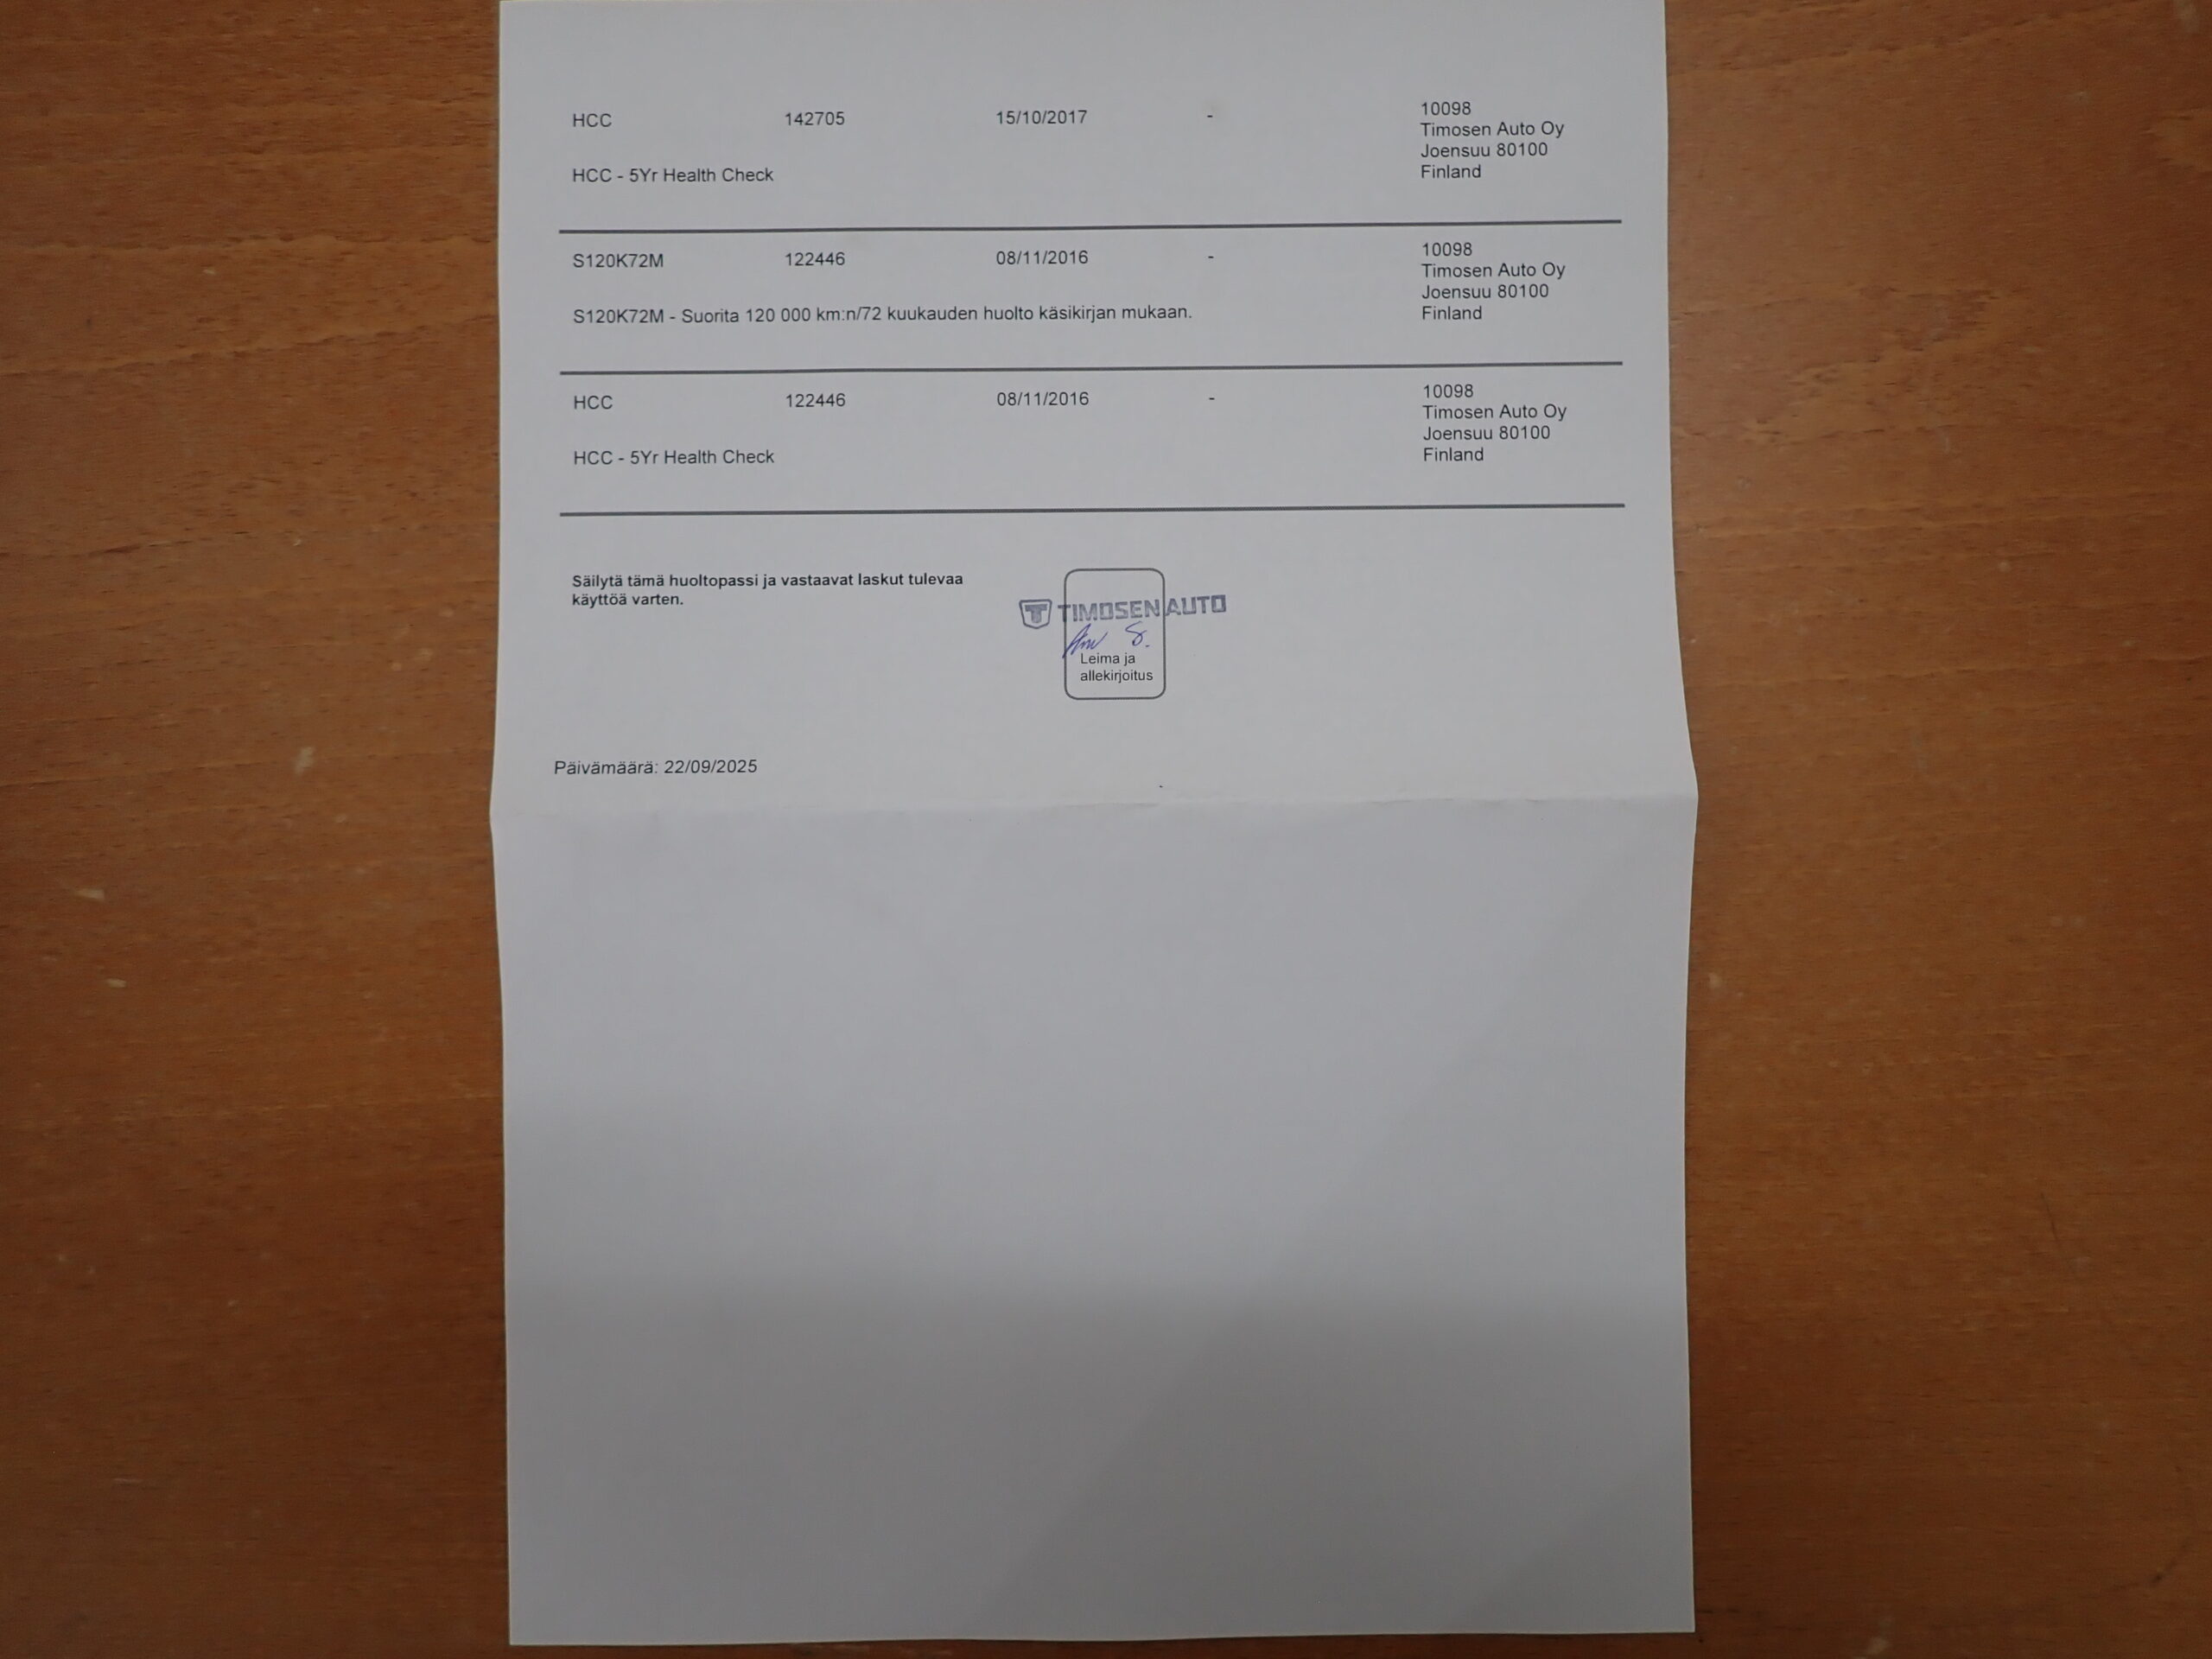 HCC 142705 15/10/2017 - 10098
Timosen Auto Oy
Joensuu 80100
Finland
HCC - 5Yr Health Check
S120K72M 122446 08/11/2016 - 10098
Timosen Auto Oy
Joensuu 80100
Finland
S120K72M - Suorita 120 000 km:n/72 kuukauden huolto käsikirjan mukaan.
HCC 122446 08/11/2016 - 10098
Timosen Auto Oy
Joensuu 80100
Finland
HCC - 5Yr Health Check
Säilytä tämä huoltopassi ja vastaavat laskut tulevaa
käyttöä varten.
T TIMOSEN AUTO
Leima ja
allekirjoitus
Päivämäärä: 22/09/2025